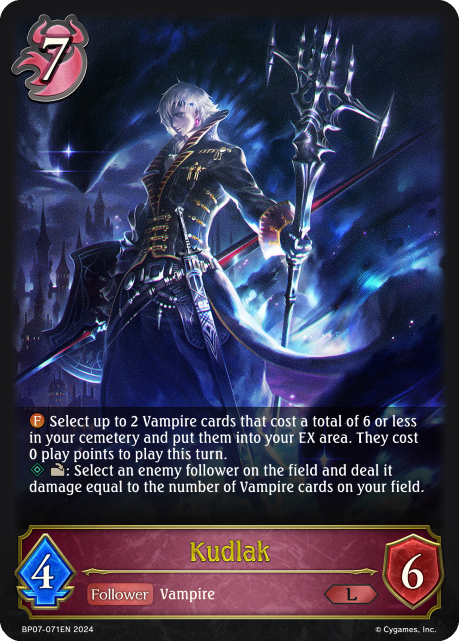 7
F Select up to 2 Vampire cards that cost a total of 6 or less
in your cemetery and put them into your EX area. They cost
0 play points to play this turn.
: Select an enemy follower on the field and deal it
damage equal to the number of Vampire cards on your field.
Kudlak
4
Follower Vampire
L
6
BP07-071EN 2024
© Cygames, Inc.